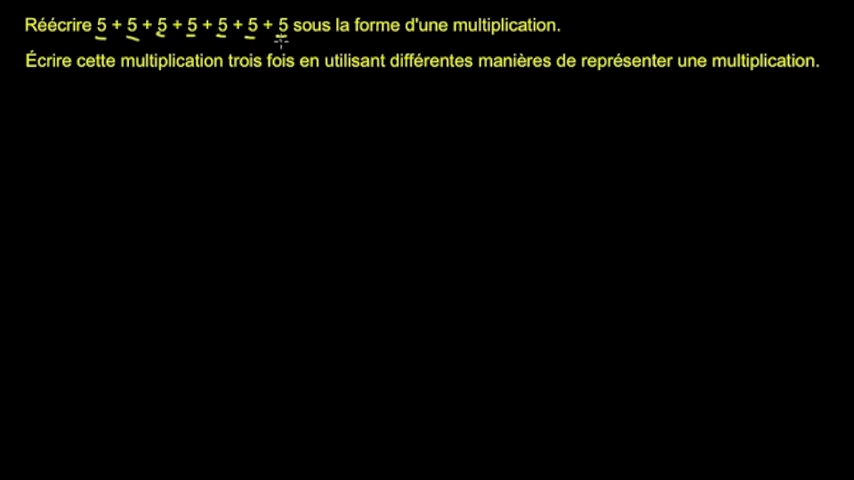 Réécrire 5 + 5 + 5 + 5 + 5 + 5 + 5 sous la forme d'une multiplication.
Écrire cette multiplication trois fois en utilisant différentes manières de représenter une multiplication.